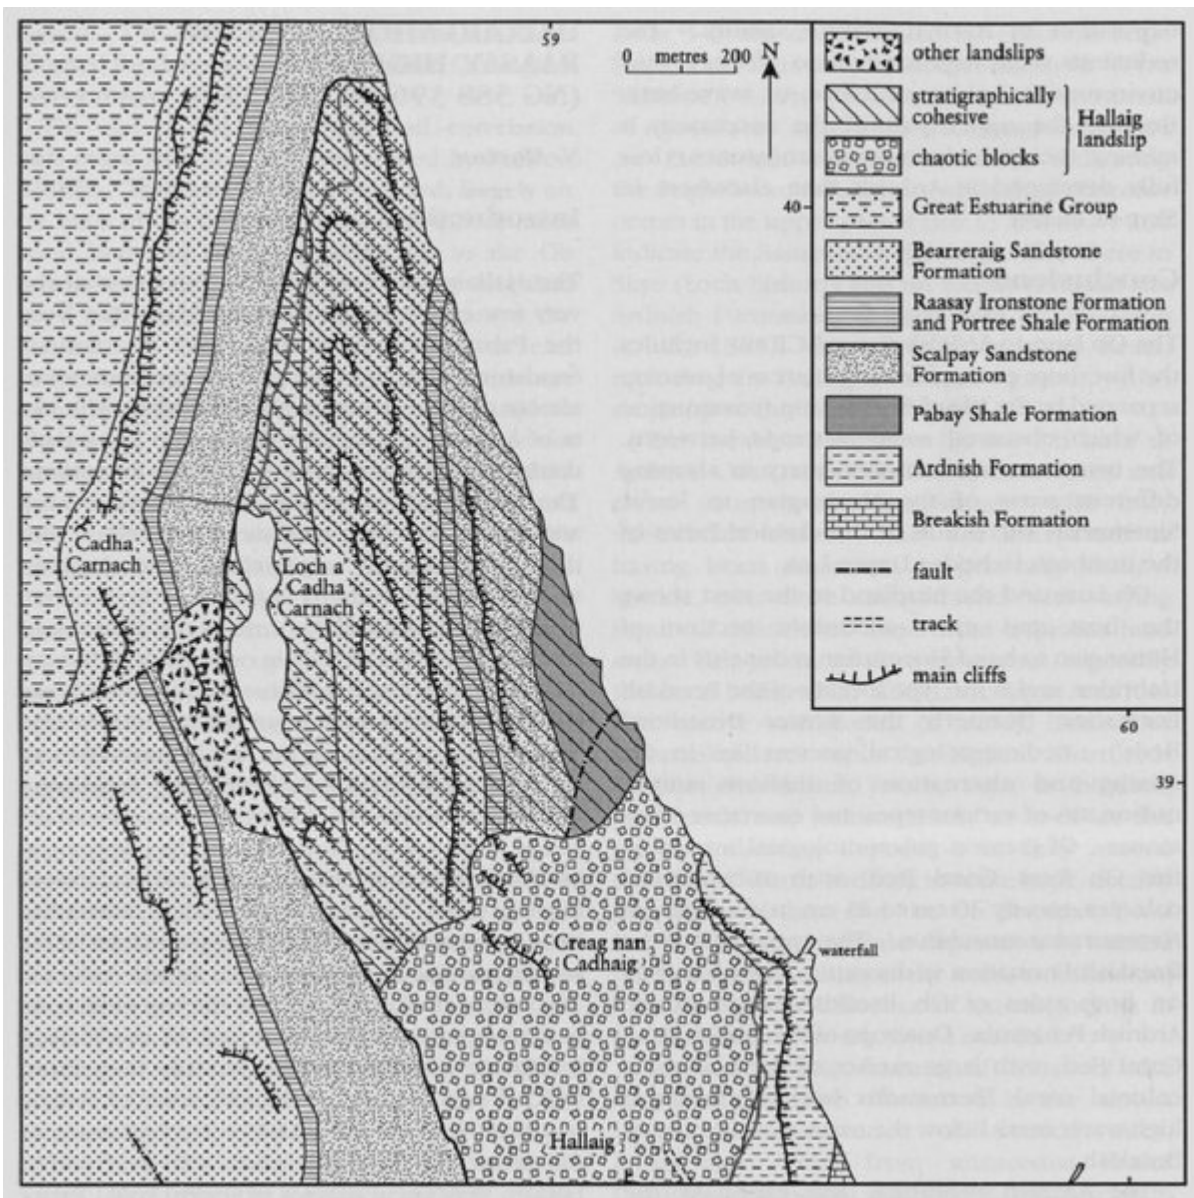 59
0 metres 200 N
other landslips
stratigraphically
cohesive
Hallaig
landslip
chaotic blocks
40
Great Estuarine Group
Bearreraig Sandstone
Formation
Raasay Ironstone Formation
and Portree Shale Formation
Scalpay Sandstone
Formation
Pabay Shale Formation
Ardnish Formation
Breakish Formation
fault
track
main cliffs
60
39
Cadha
Carnach
Loch a'
Cadha
Carnach
Creag nan
Cadhaig
waterfall
Hallaig